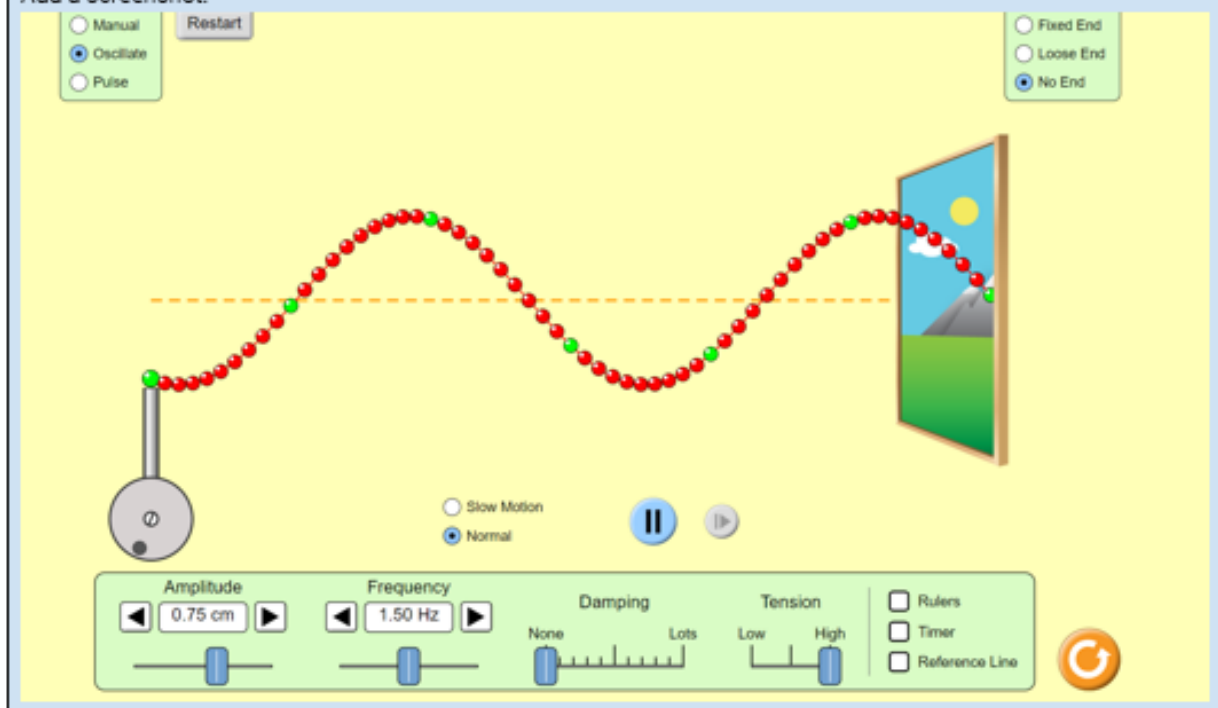 Manual
Restart
Oscillate
Pulse
Fixed End
Loose End
No End
Slow Motion
Normal
Amplitude
0.75 cm
Frequency
1.50 Hz
Damping
None
Lots
Tension
Low
High
Rulers
Timer
Reference Line